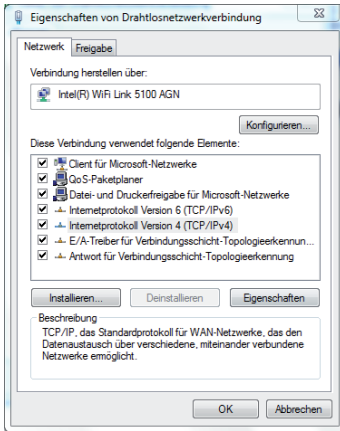 Eigenschaften von Drahtlosnetzwerkverbindung
Netzwerk Freigabe
Verbindung herstellen über:
Intel(R) WiFi Link 5100 AGN
Konfigurieren...
Diese Verbindung verwendet folgende Elemente:
Client für Microsoft-Netzwerke
QoS-Paketplaner
Datei- und Druckerfreigabe für Microsoft-Netzwerke
Internetprotokoll Version 6 (TCP/IPv6)
Internetprotokoll Version 4 (TCP/IPv4)
E/A-Treiber für Verbindungsschicht-Topologieerkennun...
Antwort für Verbindungsschicht-Topologieerkennung
Installieren... Deinstallieren Eigenschaften
Beschreibung
TCP/IP, das Standardprotokoll für WAN-Netzwerke, das den
Datenaustausch über verschiedene, miteinander verbundene
Netzwerke ermöglicht.
OK Abbrechen